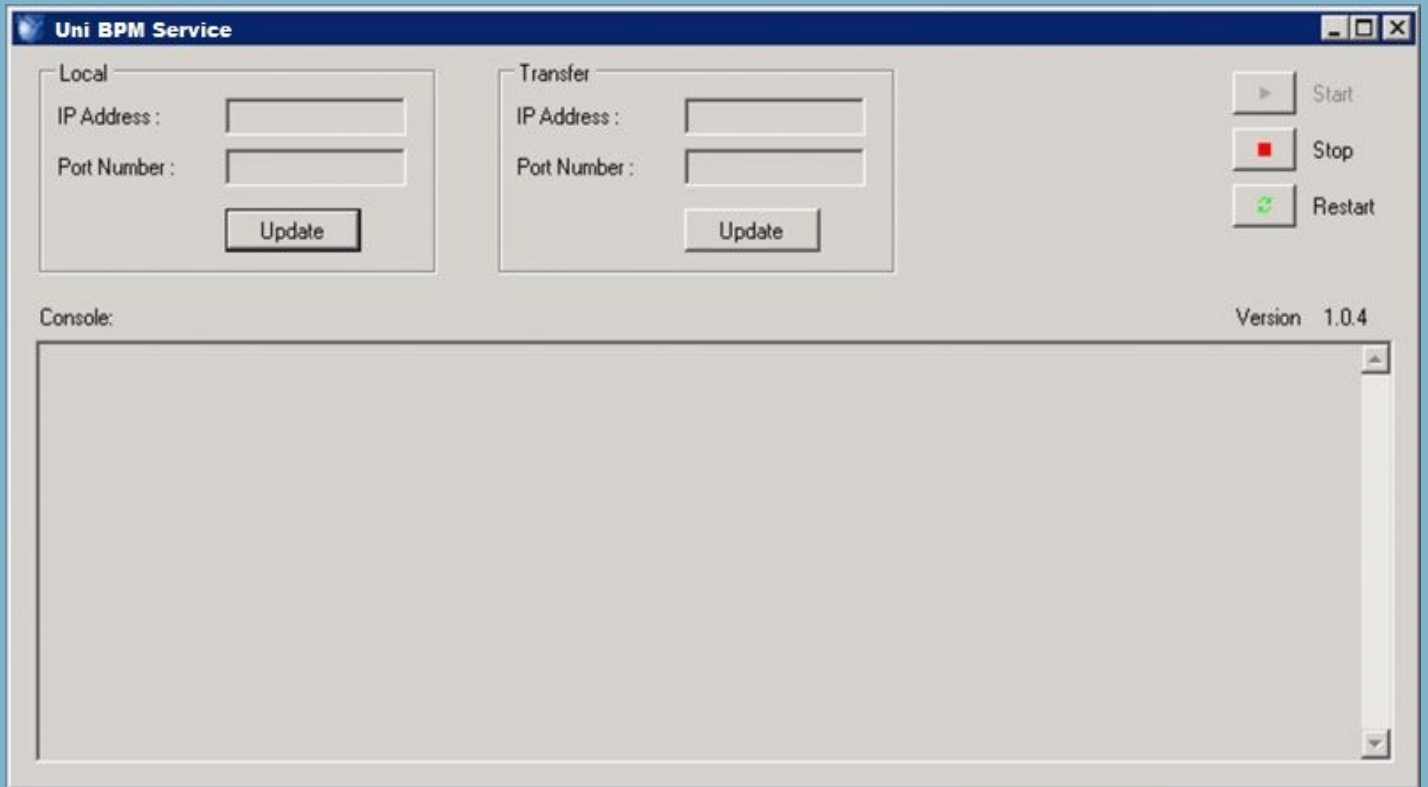 Uni BPM Service
Local
IP Address :
Port Number :
Update
Transfer
IP Address :
Port Number :
Update
Start
Stop
Restart
Console:
Version 1.0.4